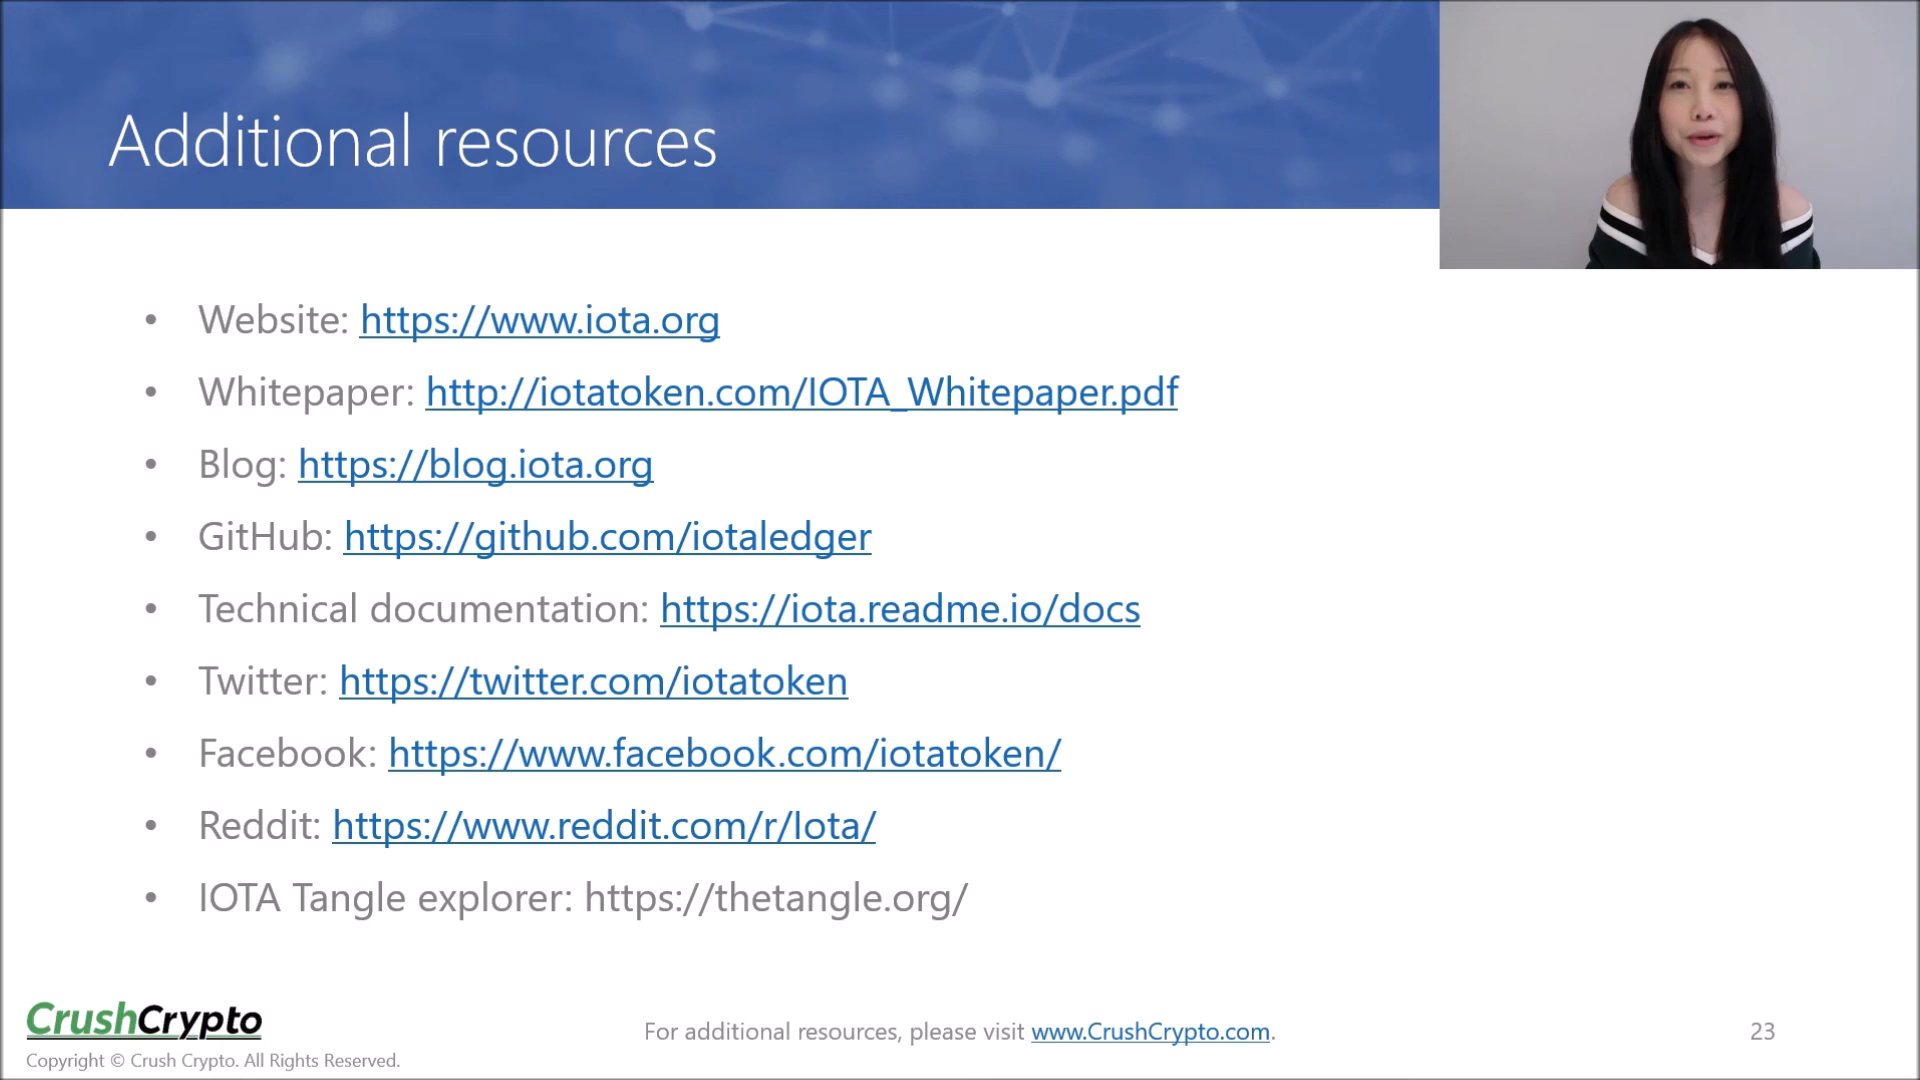 Additional resources
• Website: https://www.iota.org
• Whitepaper: http://iotatoken.com/IOTA_Whitepaper.pdf
• Blog: https://blog.iota.org
• GitHub: https://github.com/iotaledger
• Technical documentation: https://iota.readme.io/docs
• Twitter: https://twitter.com/iotatoken
• Facebook: https://www.facebook.com/iotatoken/
• Reddit: https://www.reddit.com/r/Iota/
• IOTA Tangle explorer: https://thetangle.org/
CrushCrypto
Copyright © Crush Crypto. All Rights Reserved.
For additional resources, please visit www.CrushCrypto.com.
23